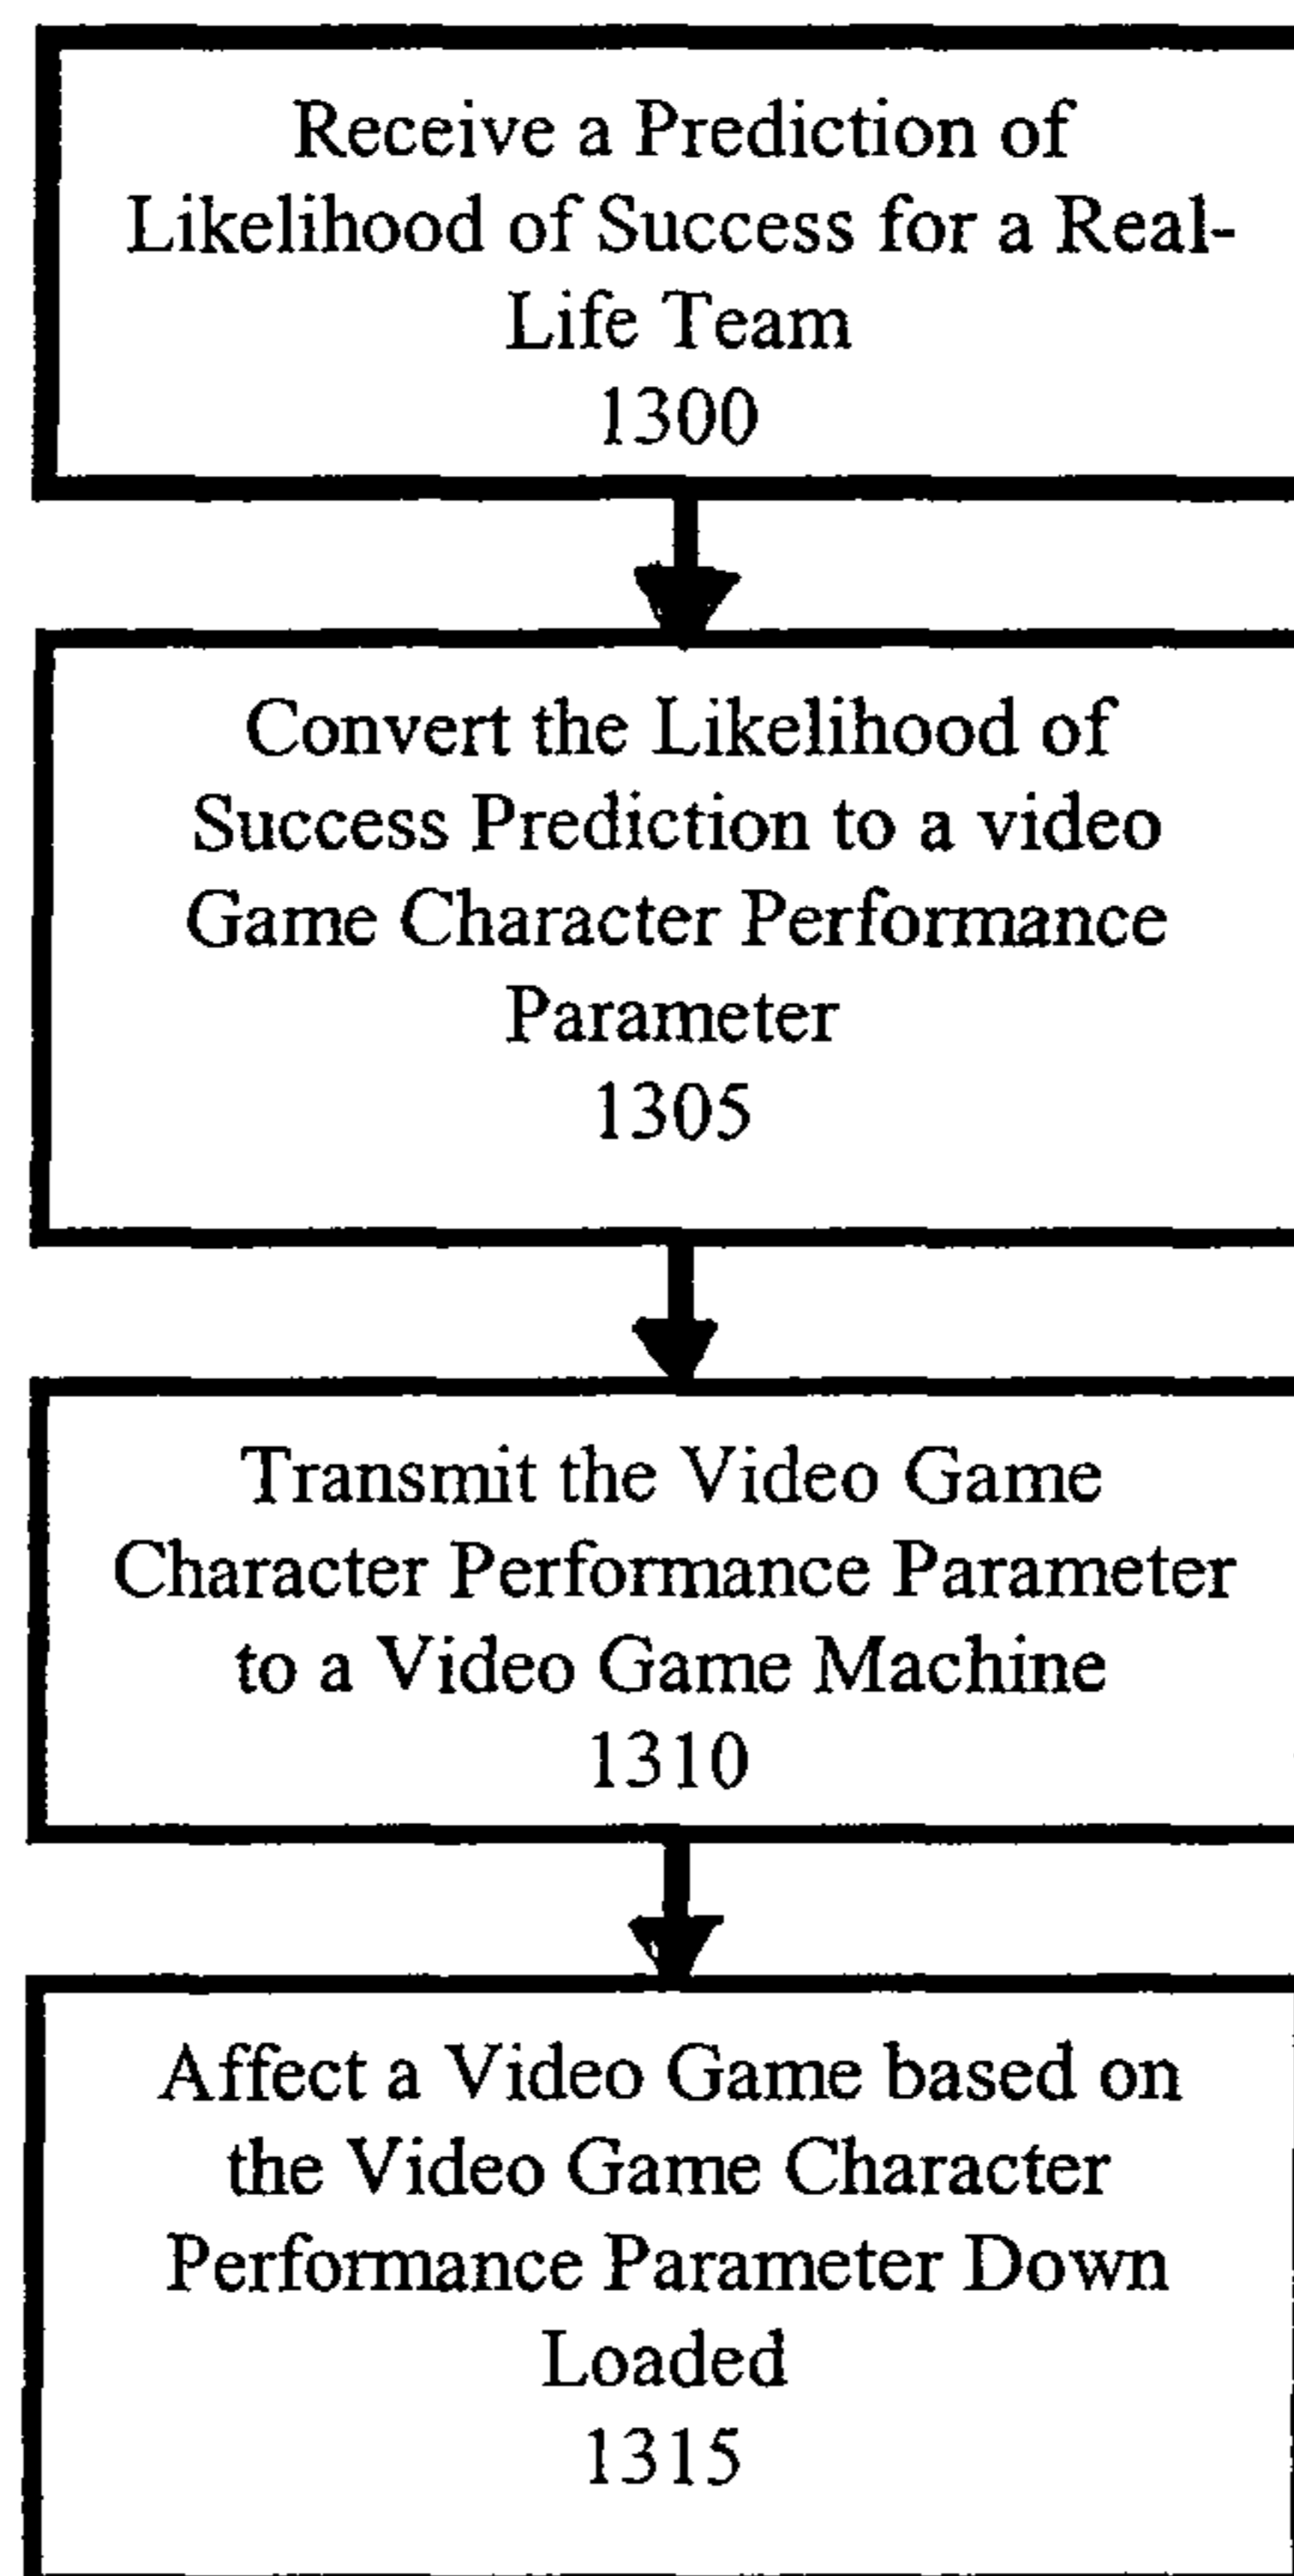 Receive a Prediction of
Likelihood of Success for a Real-
Life Team
1300
Convert the Likelihood of
Success Prediction to a video
Game Character Performance
Parameter
1305
Transmit the Video Game
Character Performance Parameter
to a Video Game Machine
1310
Affect a Video Game based on
the Video Game Character
Performance Parameter Down
Loaded
1315